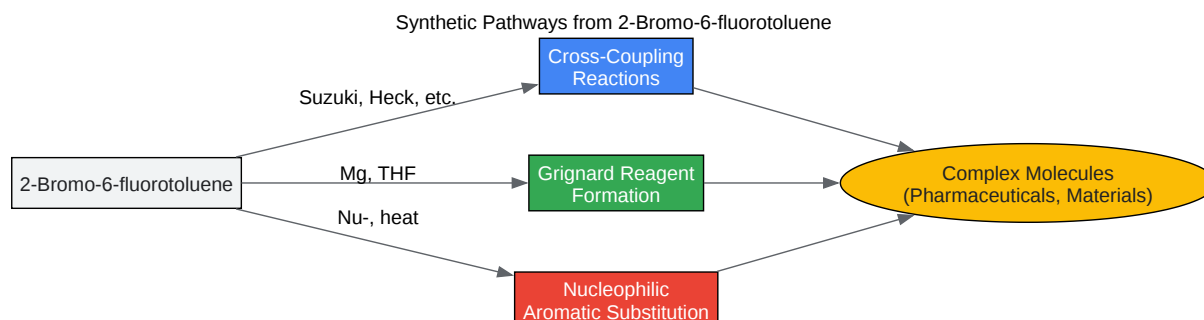 Synthetic Pathways from 2-Bromo-6-fluorotoluene
Cross-Coupling
Reactions
Suzuki, Heck, etc.
2-Bromo-6-fluorotoluene
Mg, THF
Grignard Reagent
Formation
Complex Molecules
(Pharmaceuticals, Materials)
Nu-, heat
Nucleophilic
Aromatic Substitution